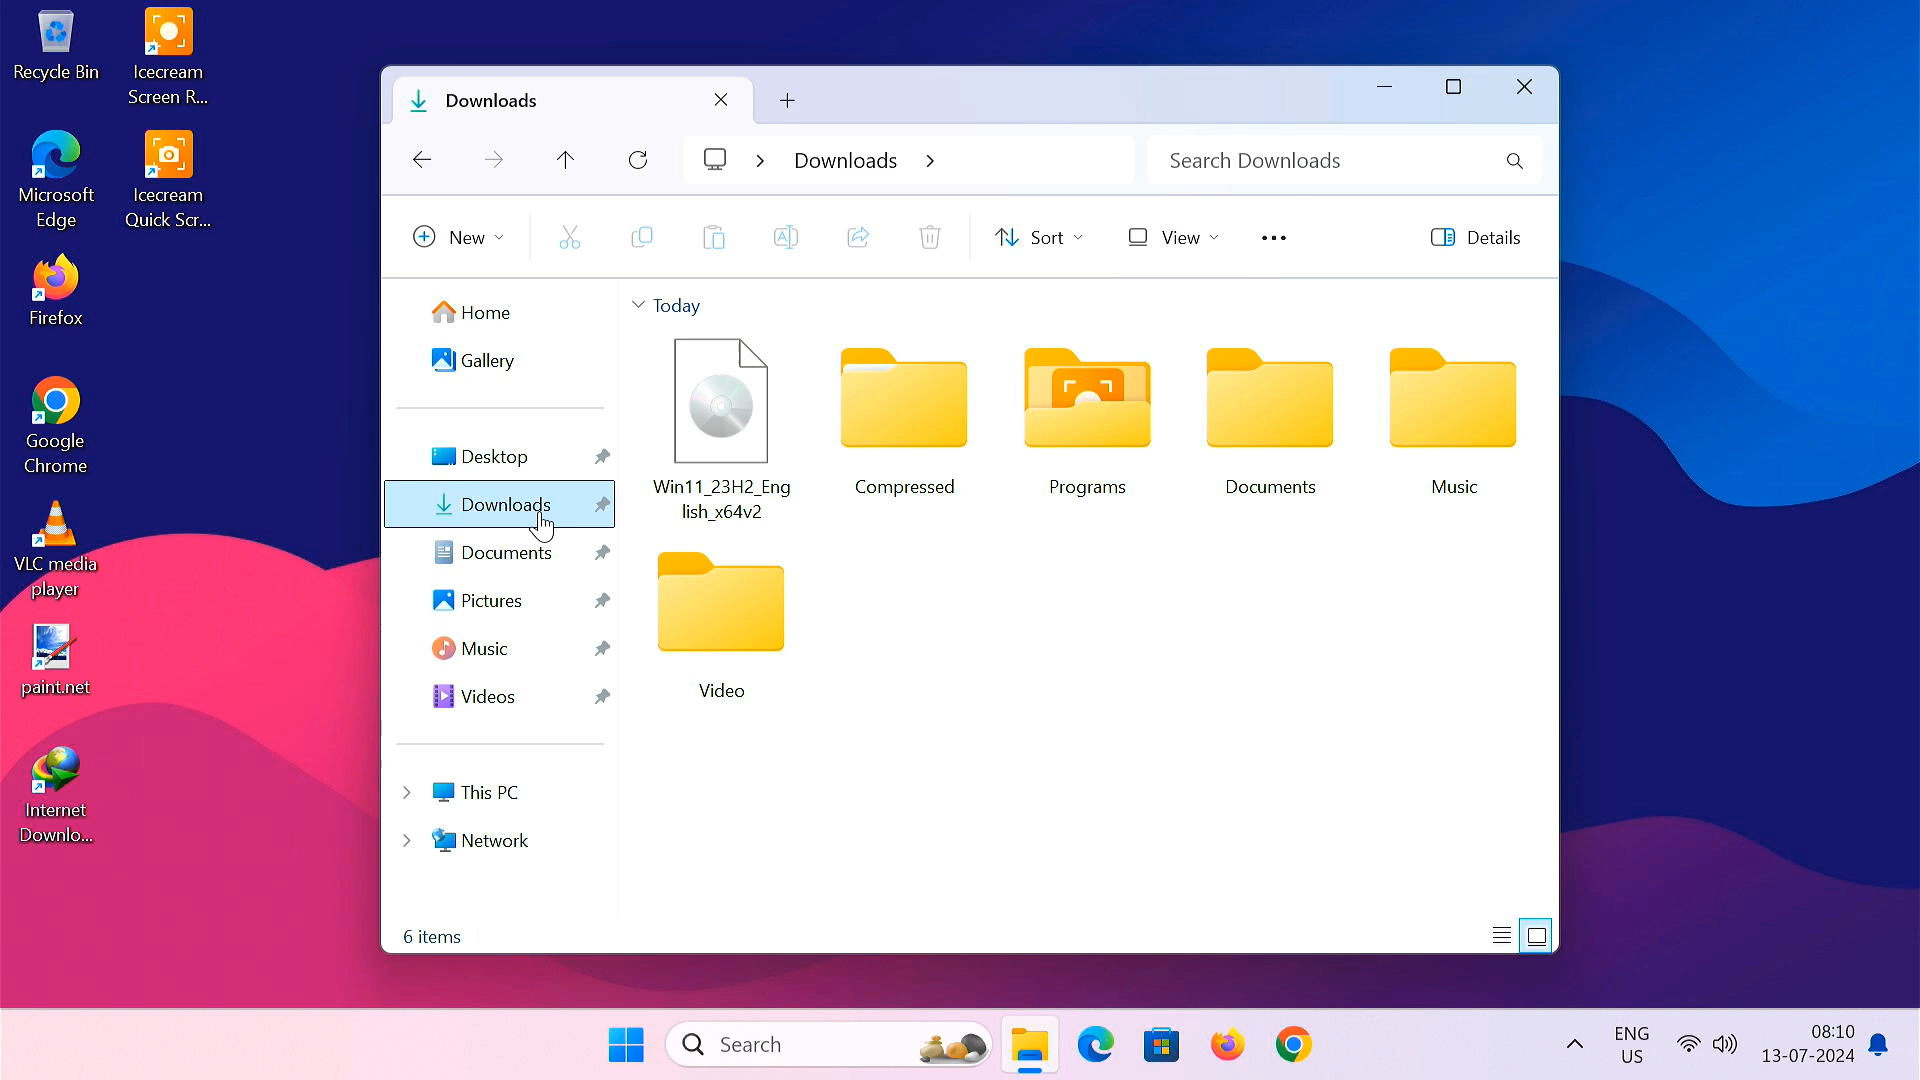 Recycle Bin
Icecream
Screen R...
Microsoft
Edge
Icecream
Quick Scr...
Firefox
Google
Chrome
VLC media
player
paint.net
Internet
Downlo...
Downloads
Downloads
Search Downloads
New
Sort
View
Details
Home
Gallery
Desktop
Downloads
Documents
Pictures
Music
Videos
This PC
Network
Today
Win11_23H2_Eng
lish_x64v2
Compressed
Programs
Documents
Music
Video
6 items
Search
ENG
US
08:10
13-07-2024